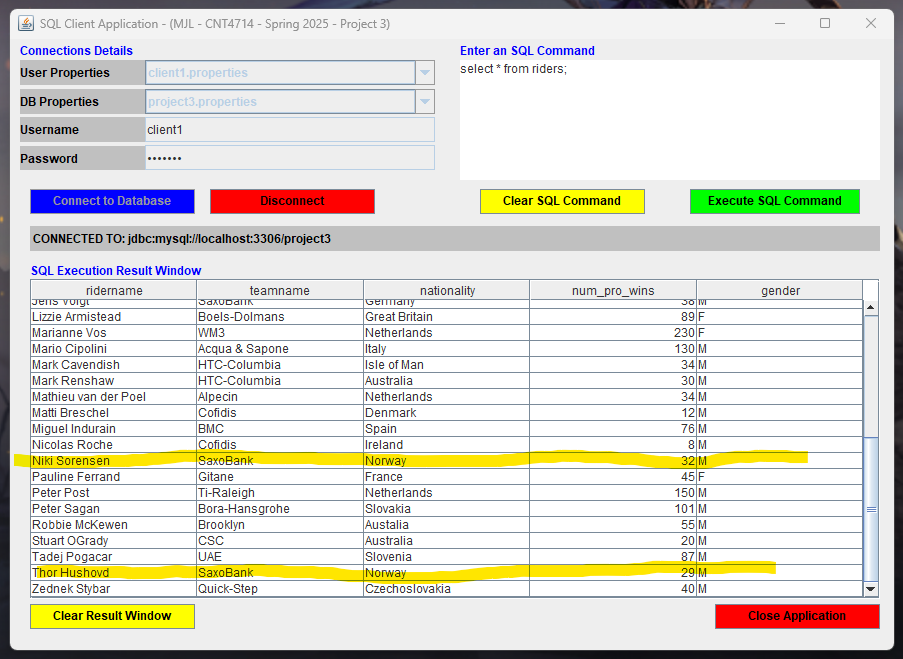 SQL Client Application - (MJL - CNT4714 - Spring 2025 - Project 3)
Connections Details
User Properties client1.properties
DB Properties project3.properties
Username client1
Password •••••••
Enter an SQL Command
select * from riders;
Connect to Database Disconnect Clear SQL Command Execute SQL Command
CONNECTED TO: jdbc:mysql://localhost:3306/project3
SQL Execution Result Window
ridername teamname nationality num_pro_wins gender
Jens Voigt SaxoBank Germany 38 M
Lizzie Armistead Boels-Dolmans Great Britain 89 F
Marianne Vos WM3 Netherlands 230 F
Mario Cipolini Acqua & Sapone Italy 130 M
Mark Cavendish HTC-Columbia Isle of Man 34 M
Mark Renshaw HTC-Columbia Australia 30 M
Mathieu van der Poel Alpecin Netherlands 34 M
Matti Breschel Cofidis Denmark 12 M
Miguel Indurain BMC Spain 76 M
Nicolas Roche Cofidis Ireland 8 M
Niki Sorensen SaxoBank Norway 32 M
Pauline Ferrand Gitane France 45 F
Peter Post Ti-Raleigh Netherlands 150 M
Peter Sagan Bora-Hansgrohe Slovakia 101 M
Robbie McKewen Brooklyn Austalia 55 M
Stuart OGrady CSC Australia 20 M
Tadej Pogacar UAE Slovenia 87 M
Thor Hushovd SaxoBank Norway 29 M
Zednek Stybar Quick-Step Czechoslovakia 40 M
Clear Result Window Close Application